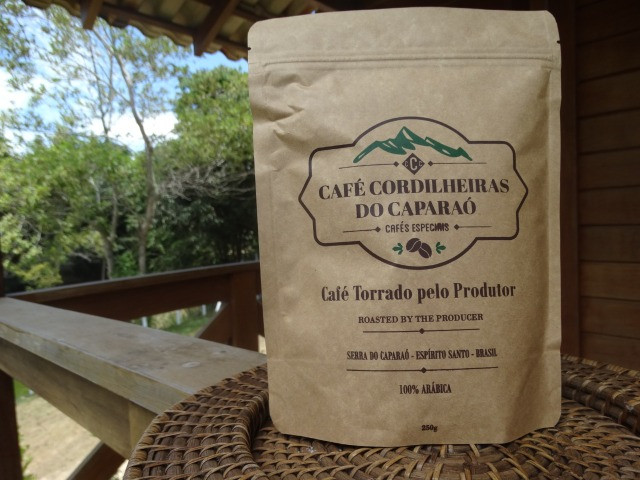 CCC
CAFÉ CORDILHEIRAS
DO CAPARAÓ
CAFÉS ESPECIAIS
Café Torrado pelo Produtor
ROASTED BY THE PRODUCER
SERRA DO CAPARAÓ - ESPÍRITO SANTO - BRASIL
100% ARÁBICA
250g